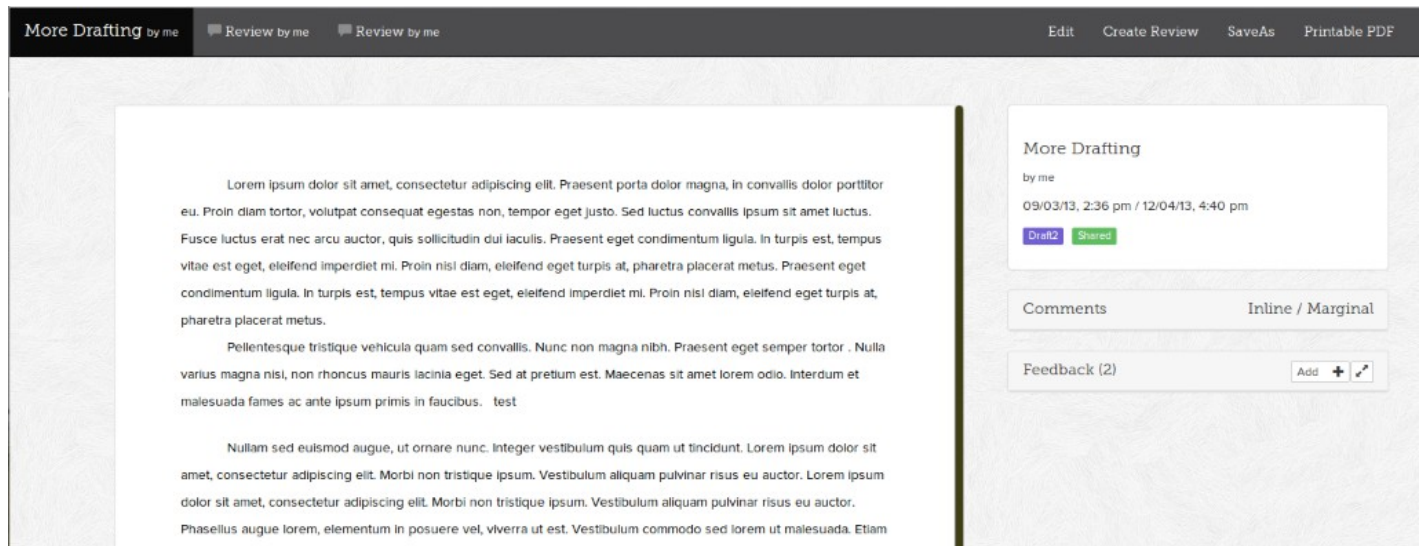 More Drafting by me Review by me Review by me Edit Create Review SaveAs Printable PDF
Lorem ipsum dolor sit amet, consectetur adipiscing elit. Praesent porta dolor magna, in convallis dolor porttitor
eu. Proin diam tortor, volutpat consequat egestas non, tempor eget justo. Sed luctus convallis ipsum sit amet luctus.
Fusce luctus erat nec arcu auctor, quis sollicitudin dui iaculis. Praesent eget condimentum ligula. In turpis est, tempus
vitae est eget, eleifend imperdiet mi. Proin nisl diam, eleifend eget turpis at, pharetra placerat metus. Praesent eget
condimentum ligula. In turpis est, tempus vitae est eget, eleifend imperdiet mi. Proin nisl diam, eleifend eget turpis at,
pharetra placerat metus.
Pellentesque tristique vehicula quam sed convallis. Nunc non magna nibh. Praesent eget semper tortor . Nulla
varius magna nisi, non rhoncus mauris lacinia eget. Sed at pretium est. Maecenas sit amet lorem odio. Interdum et
malesuada fames ac ante ipsum primis in faucibus. test
Nullam sed euismod augue, ut ornare nunc. Integer vestibulum quis quam ut tincidunt. Lorem ipsum dolor sit
amet, consectetur adipiscing elit. Morbi non tristique ipsum. Vestibulum aliquam pulvinar risus eu auctor. Lorem ipsum
dolor sit amet, consectetur adipiscing elit. Morbi non tristique ipsum. Vestibulum aliquam pulvinar risus eu auctor.
Phasellus augue lorem, elementum in posuere vel, viverra ut est. Vestibulum commodo sed lorem ut malesuada. Etiam
More Drafting
by me
09/03/13, 2:36 pm / 12/04/13, 4:40 pm
Draft2 Shared
Comments Inline / Marginal
Feedback (2) Add